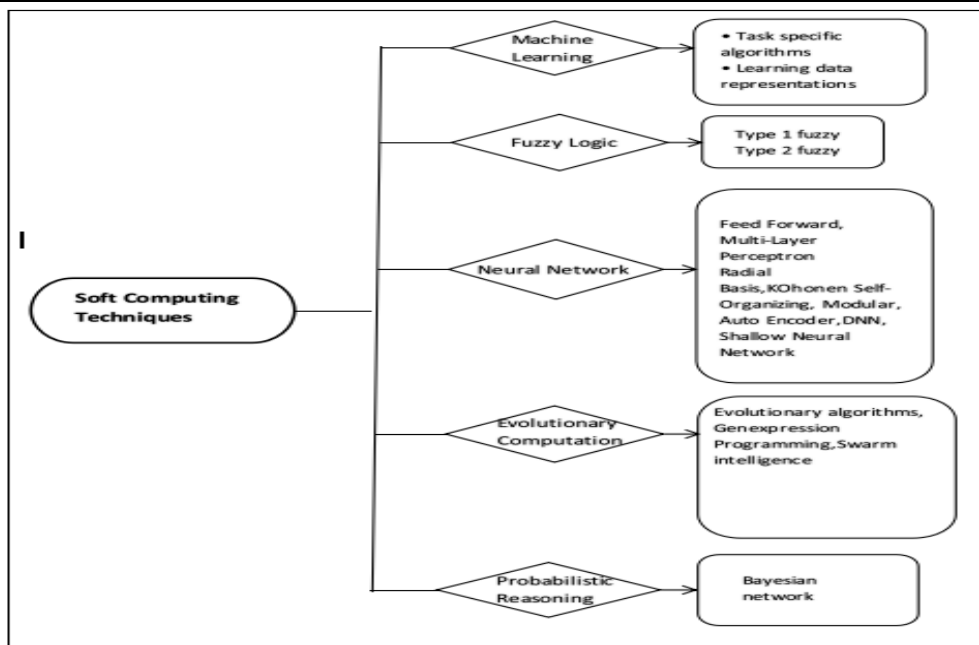 Machine
Learning
• Task specific
algorithms
• Learning data
representations
Fuzzy Logic
Type 1 fuzzy
Type 2 fuzzy
I
Soft Computing
Techniques
Neural Network
Feed Forward,
Multi-Layer
Perceptron
Radial
Basis,KOhonen Self-
Organizing, Modular,
Auto Encoder,DNN,
Shallow Neural
Network
Evolutionary
Computation
Evolutionary algorithms,
Genexpression
Programming,Swarm
intelligence
Probabilistic
Reasoning
Bayesian
network